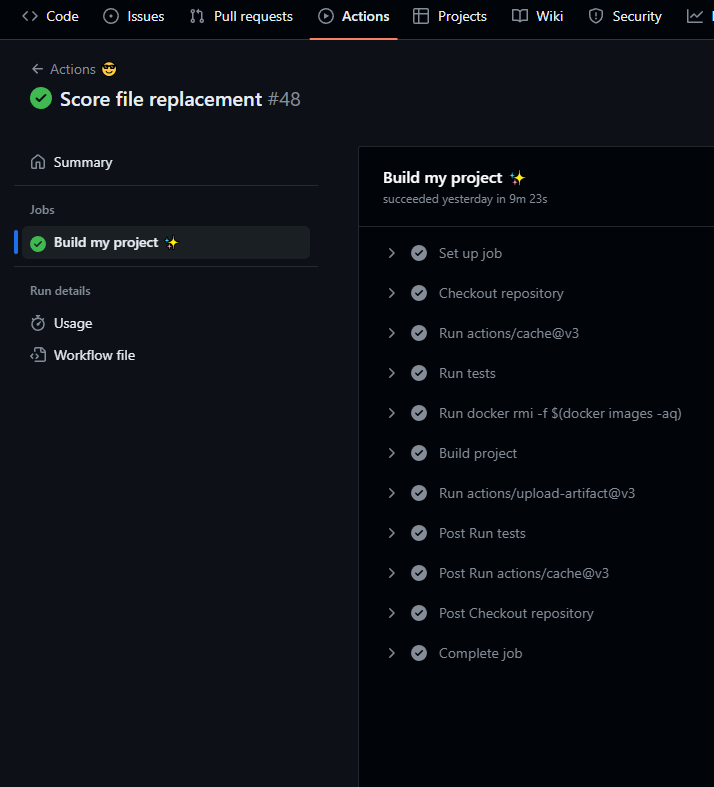 Code Issues Pull requests Actions Projects Wiki Security
Actions 😎
Score file replacement #48
Summary
Jobs
Build my project ✨
Run details
Usage
Workflow file
Build my project ✨
succeeded yesterday in 9m 23s
Set up job
Checkout repository
Run actions/cache@v3
Run tests
Run docker rmi -f $(docker images -aq)
Build project
Run actions/upload-artifact@v3
Post Run tests
Post Run actions/cache@v3
Post Checkout repository
Complete job